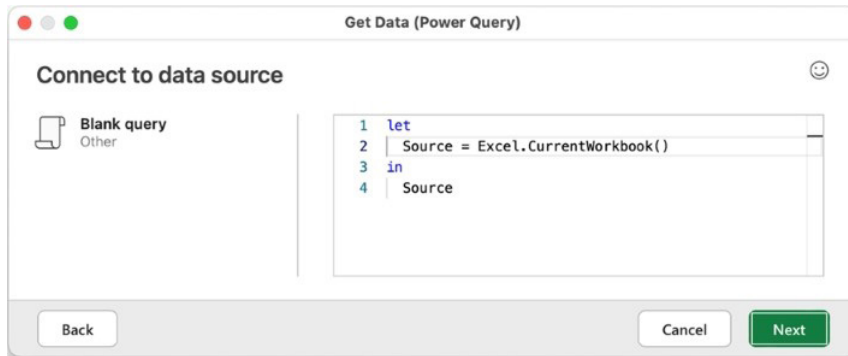 Get Data (Power Query)
Connect to data source
Blank query
Other
1 let
2 Source = Excel.CurrentWorkbook()
3 in
4 Source
Back
Cancel
Next